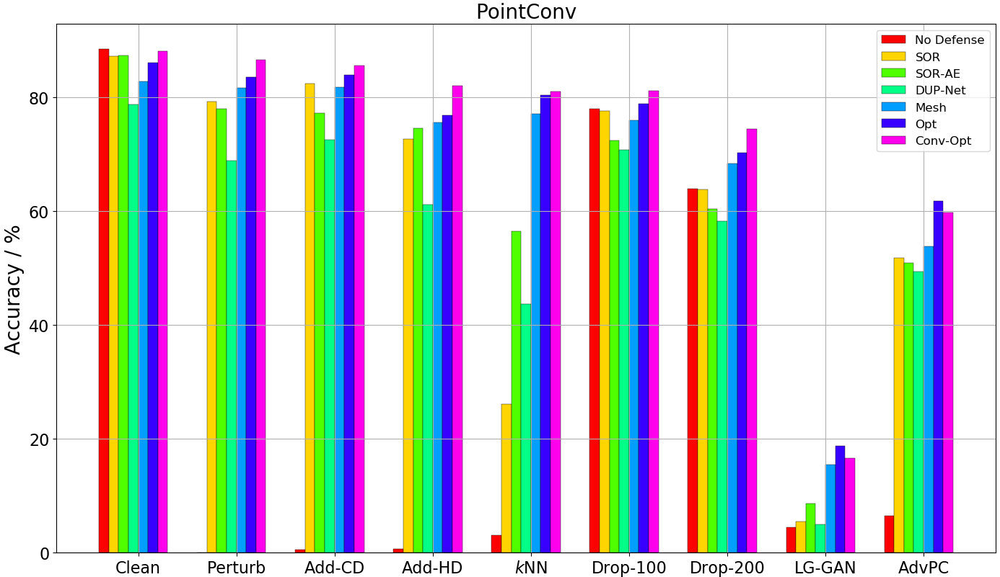 PointConv
Accuracy / %
80
60
40
20
0
No Defense
SOR
SOR-AE
DUP-Net
Mesh
Opt
Conv-Opt
Clean Perturb Add-CD Add-HD kNN Drop-100 Drop-200 LG-GAN AdvPC